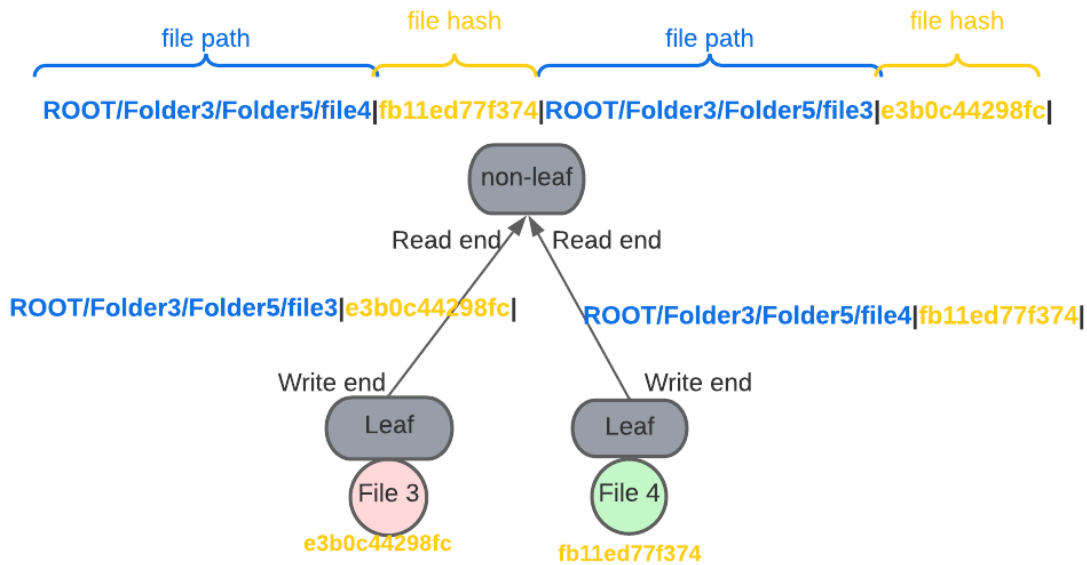 file path file hash file path file hash
ROOT/Folder3/Folder5/file4|fb11ed77f374|ROOT/Folder3/Folder5/file3|e3b0c44298fc|
non-leaf
Read end Read end
ROOT/Folder3/Folder5/file3|e3b0c44298fc|
ROOT/Folder3/Folder5/file4|fb11ed77f374|
Write end Write end
Leaf Leaf
File 3 File 4
e3b0c44298fc fb11ed77f374